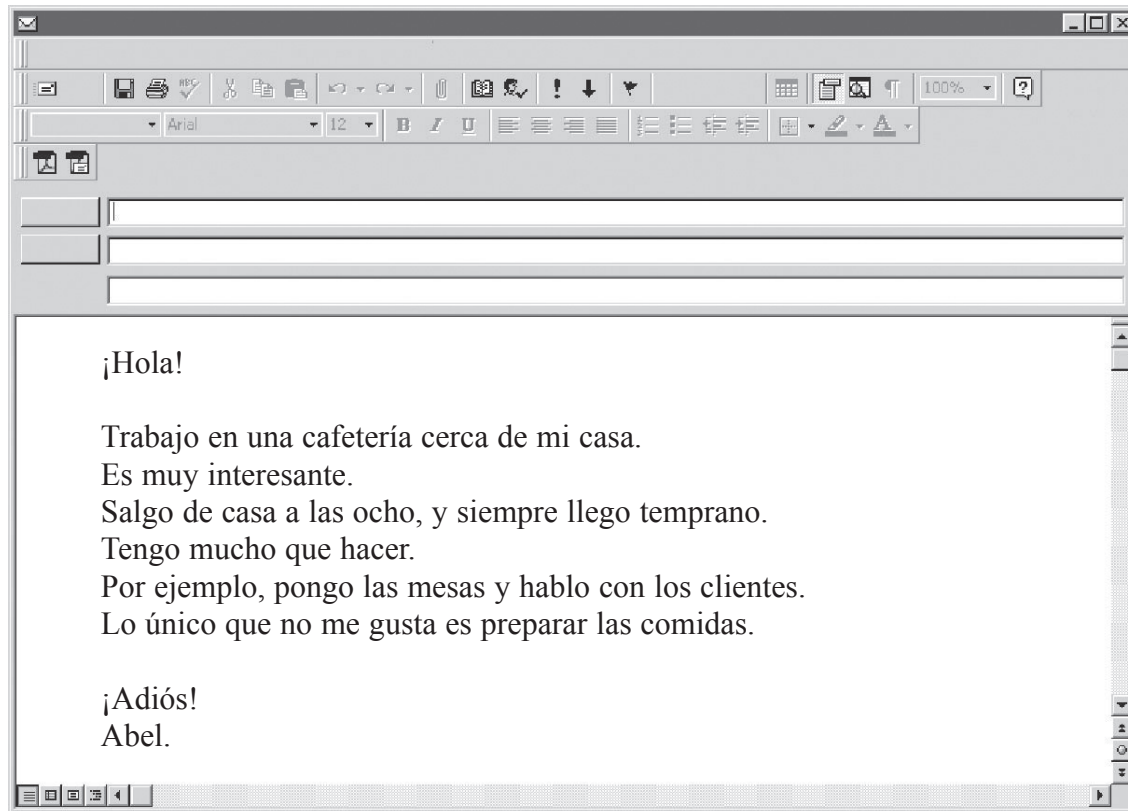 ABC
100%
Arial
12
B I U
A
¡Hola!
Trabajo en una cafetería cerca de mi casa.
Es muy interesante.
Salgo de casa a las ocho, y siempre llego temprano.
Tengo mucho que hacer.
Por ejemplo, pongo las mesas y hablo con los clientes.
Lo único que no me gusta es preparar las comidas.
¡Adiós!
Abel.